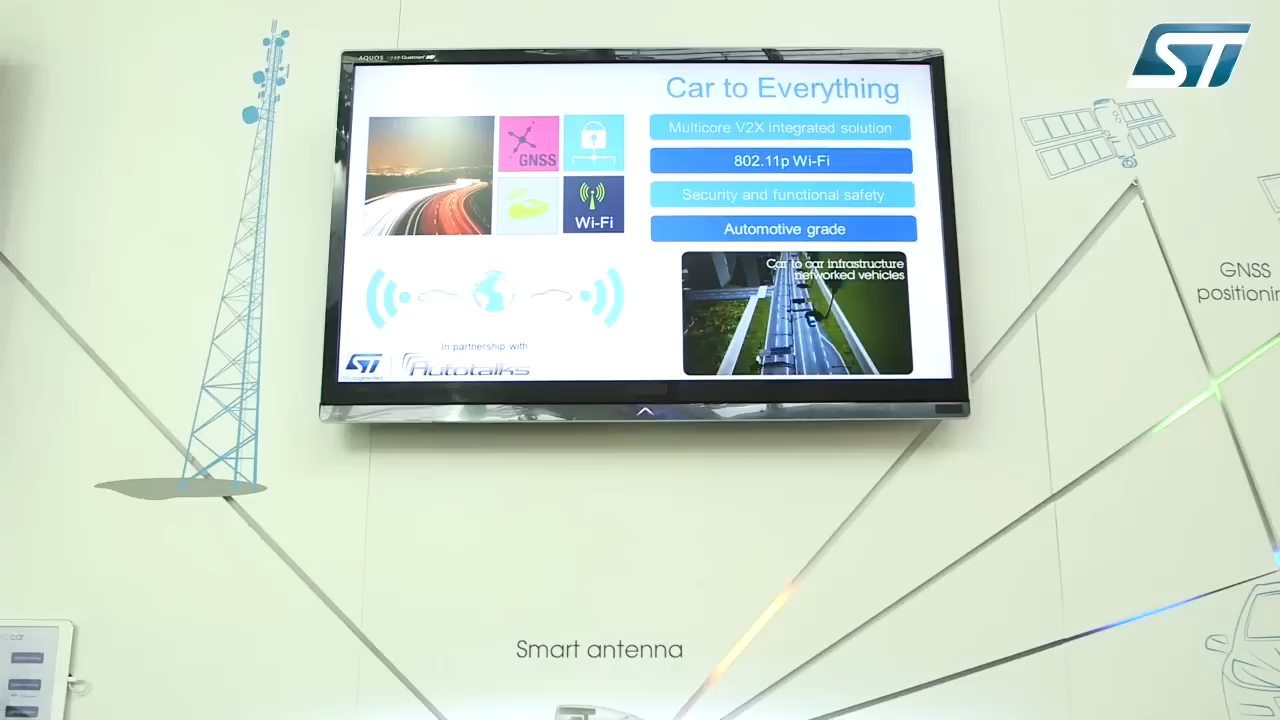 ST
AQUOS
Car to Everything
Multicore V2X integrated solution
802.11p Wi-Fi
Security and functional safety
Automotive grade
GNSS
Wi-Fi
Car to car infrastructure
networked vehicles
In partnership with
ST
Autotalks
GNSS
positionin
Smart antenna
car